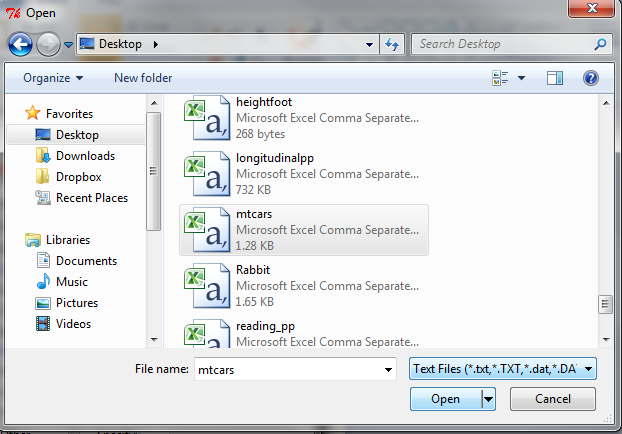 Open
Desktop
Search Desktop
Organize
New folder
Favorites
Desktop
Downloads
Dropbox
Recent Places
Libraries
Documents
Music
Pictures
Videos
heightfoot
Microsoft Excel Comma Separate...
268 bytes
longitudinalpp
Microsoft Excel Comma Separate...
732 KB
mtcars
Microsoft Excel Comma Separate...
1.28 KB
Rabbit
Microsoft Excel Comma Separate...
1.65 KB
reading_pp
Microsoft Excel Comma Separate...
File name: mtcars
Text Files (*.txt,*.TXT,*.dat,*.DA
Open
Cancel